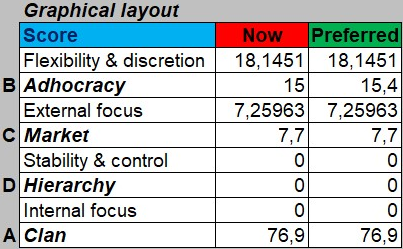 Graphical layout
Score Now Preferred
Flexibility & discretion 18,1451 18,1451
B Adhocracy 15 15,4
External focus 7,25963 7,25963
C Market 7,7 7,7
Stability & control 0 0
D Hierarchy 0 0
Internal focus 0 0
A Clan 76,9 76,9